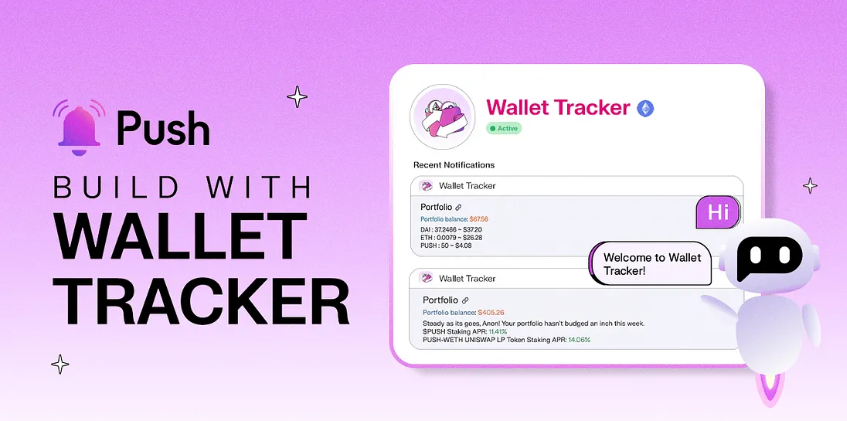 Push
BUILD WITH
WALLET
TRACKER
Wallet Tracker
Active
Recent Notifications
Wallet Tracker
Portfolio
Portfolio balance: $67.56
DAI : 37.2466 ~ $37.20
ETH : 0.0079 ~ $26.28
PUSH : 50 ~ $4.08
Hi
Welcome to Wallet
Tracker!
Wallet Tracker
Portfolio
Portfolio balance: $405.26
Steady as its goes, Anon! Your portfolio hasn't budged an inch this week.
$PUSH Staking APR: 11.41%
PUSH-WETH UNISWAP LP Token Staking APR: 14.06%